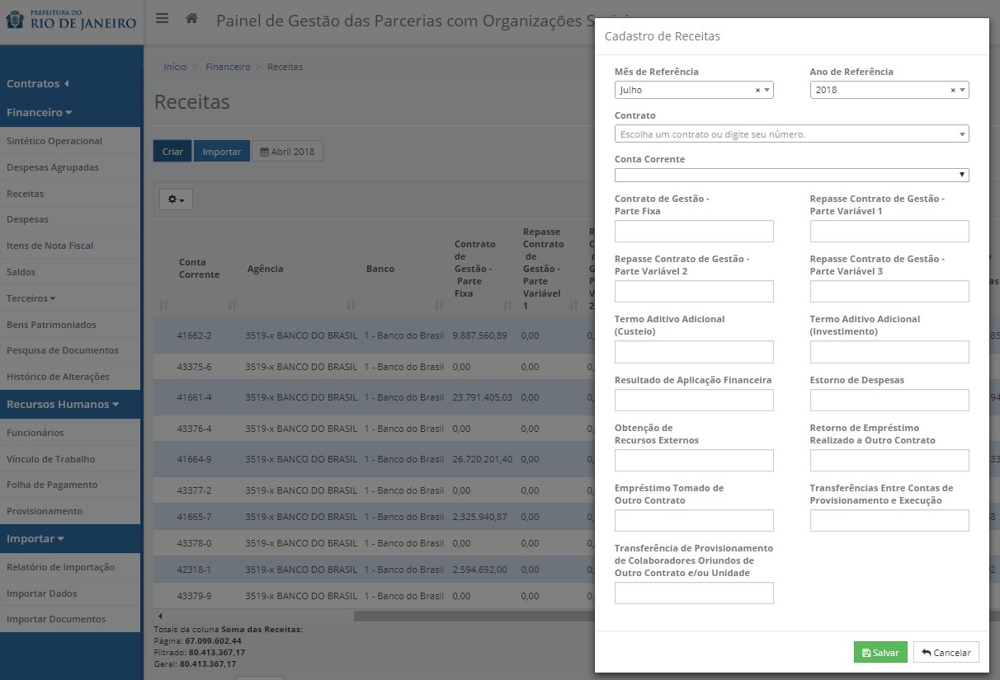 PREFEITURA DO
RIO DE JANEIRO
Painel de Gestão das Parcerias com Organizações
Contratos
Financeiro
Sintético Operacional
Despesas Agrupadas
Receitas
Despesas
Itens de Nota Fiscal
Saldos
Terceiros
Bens Patrimoniados
Pesquisa de Documentos
Histórico de Alterações
Recursos Humanos
Funcionários
Vínculo de Trabalho
Folha de Pagamento
Provisionamento
Importar
Relatório de Importação
Importar Dados
Importar Documentos
Início > Financeiro > Receitas
Receitas
Criar Importar Abril 2018
Conta
Corrente
Agência
Banco
Contrato
de
Gestão -
Parte
Fixa
Repasse
Contrato
de
Gestão -
Parte
Variável
1
41662-2 3519-x BANCO DO BRASIL 1 - Banco do Brasil 9.887.560,89 0,00
43375-6 3519-x BANCO DO BRASIL 1 - Banco do Brasil 0,00 0,00
41661-4 3519-x BANCO DO BRASIL 1 - Banco do Brasil 23.791.405,03 0,00
43376-4 3519-x BANCO DO BRASIL 1 - Banco do Brasil 0,00 0,00
41664-9 3519-x BANCO DO BRASIL 1 - Banco do Brasil 26.720.201,40 0,00
43377-2 3519-x BANCO DO BRASIL 1 - Banco do Brasil 0,00 0,00
41665-7 3519-x BANCO DO BRASIL 1 - Banco do Brasil 2.325.940,87 0,00
43378-0 3519-x BANCO DO BRASIL 1 - Banco do Brasil 0,00 0,00
42318-1 3519-x BANCO DO BRASIL 1 - Banco do Brasil 2.594.692,00 0,00
43379-9 3519-x BANCO DO BRASIL 1 - Banco do Brasil 0,00 0,00
Totais da coluna Soma das Receitas:
Página: 67.099.602,44
Filtrado: 80.413.367,17
Geral: 80.413.367,17
Cadastro de Receitas
Mês de Referência Ano de Referência
Julho × 2018 ×
Contrato
Escolha um contrato ou digite seu número.
Conta Corrente
Contrato de Gestão -
Parte Fixa
Repasse Contrato de Gestão -
Parte Variável 1
Repasse Contrato de Gestão -
Parte Variável 2
Repasse Contrato de Gestão -
Parte Variável 3
Termo Aditivo Adicional
(Custeio)
Termo Aditivo Adicional
(Investimento)
Resultado de Aplicação Financeira
Estorno de Despesas
Obtenção de
Recursos Externos
Retorno de Empréstimo
Realizado a Outro Contrato
Empréstimo Tomado de
Outro Contrato
Transferências Entre Contas de
Provisionamento e Execução
Transferência de Provisionamento
de Colaboradores Oriundos de
Outro Contrato e/ou Unidade
Salvar Cancelar